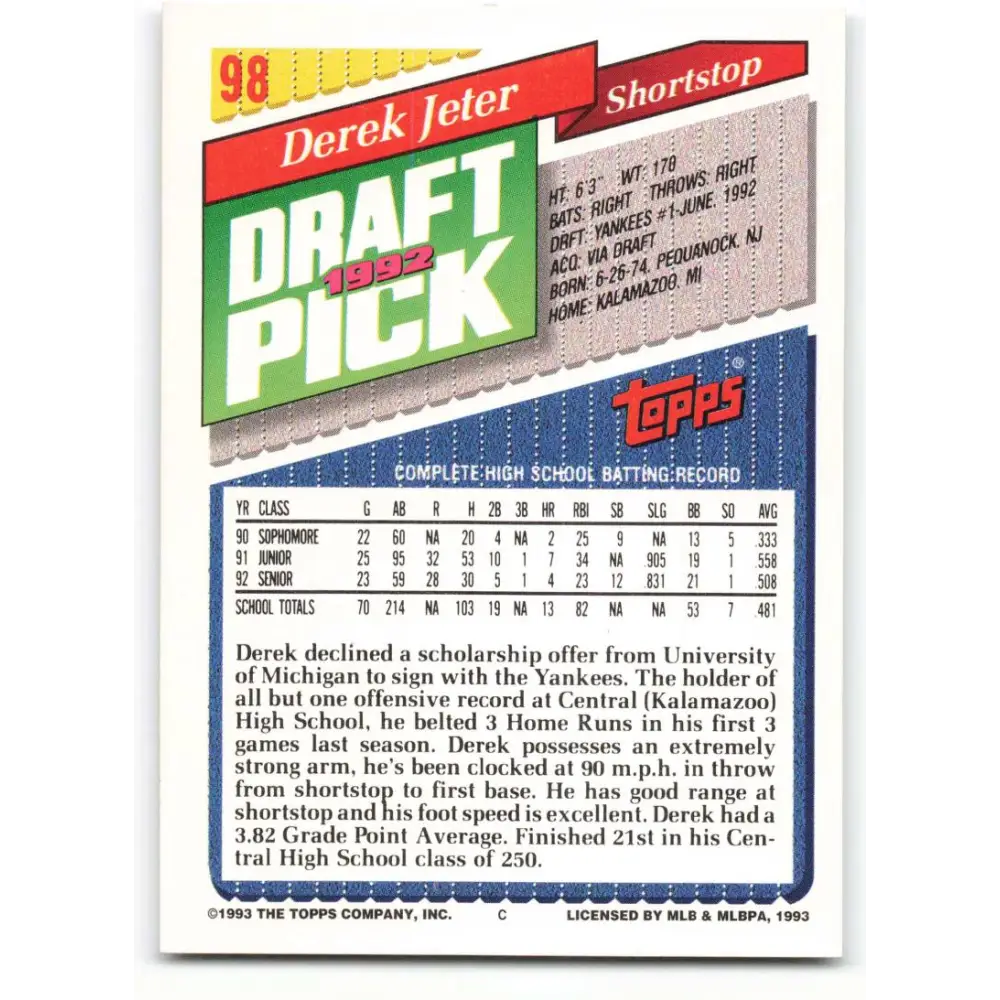 98
Derek Jeter
Shortstop
DRAFT
1992
PICK
HT: 6'3" WT: 170
BATS: RIGHT THROWS: RIGHT
DRFT: YANKEES #1-JUNE, 1992
ACQ: VIA DRAFT
BORN: 6-26-74, PEQUANOCK, NJ
HOME: KALAMAZOO, MI
topps®
COMPLETE HIGH SCHOOL BATTING RECORD
YR CLASS G AB R H 2B 3B HR RBI SB SLG BB SO AVG
90 SOPHOMORE 22 60 NA 20 4 NA 2 25 9 NA 13 5 .333
91 JUNIOR 25 95 32 53 10 1 7 34 NA .905 19 1 .558
92 SENIOR 23 59 28 30 5 1 4 23 12 .831 21 1 .508
SCHOOL TOTALS 70 214 NA 103 19 NA 13 82 NA NA 53 7 .481
Derek declined a scholarship offer from University
of Michigan to sign with the Yankees. The holder of
all but one offensive record at Central (Kalamazoo)
High School, he belted 3 Home Runs in his first 3
games last season. Derek possesses an extremely
strong arm, he's been clocked at 90 m.p.h. in throw
from shortstop to first base. He has good range at
shortstop and his foot speed is excellent. Derek had a
3.82 Grade Point Average. Finished 21st in his Cen-
tral High School class of 250.
©1993 THE TOPPS COMPANY, INC. C LICENSED BY MLB & MLBPA, 1993